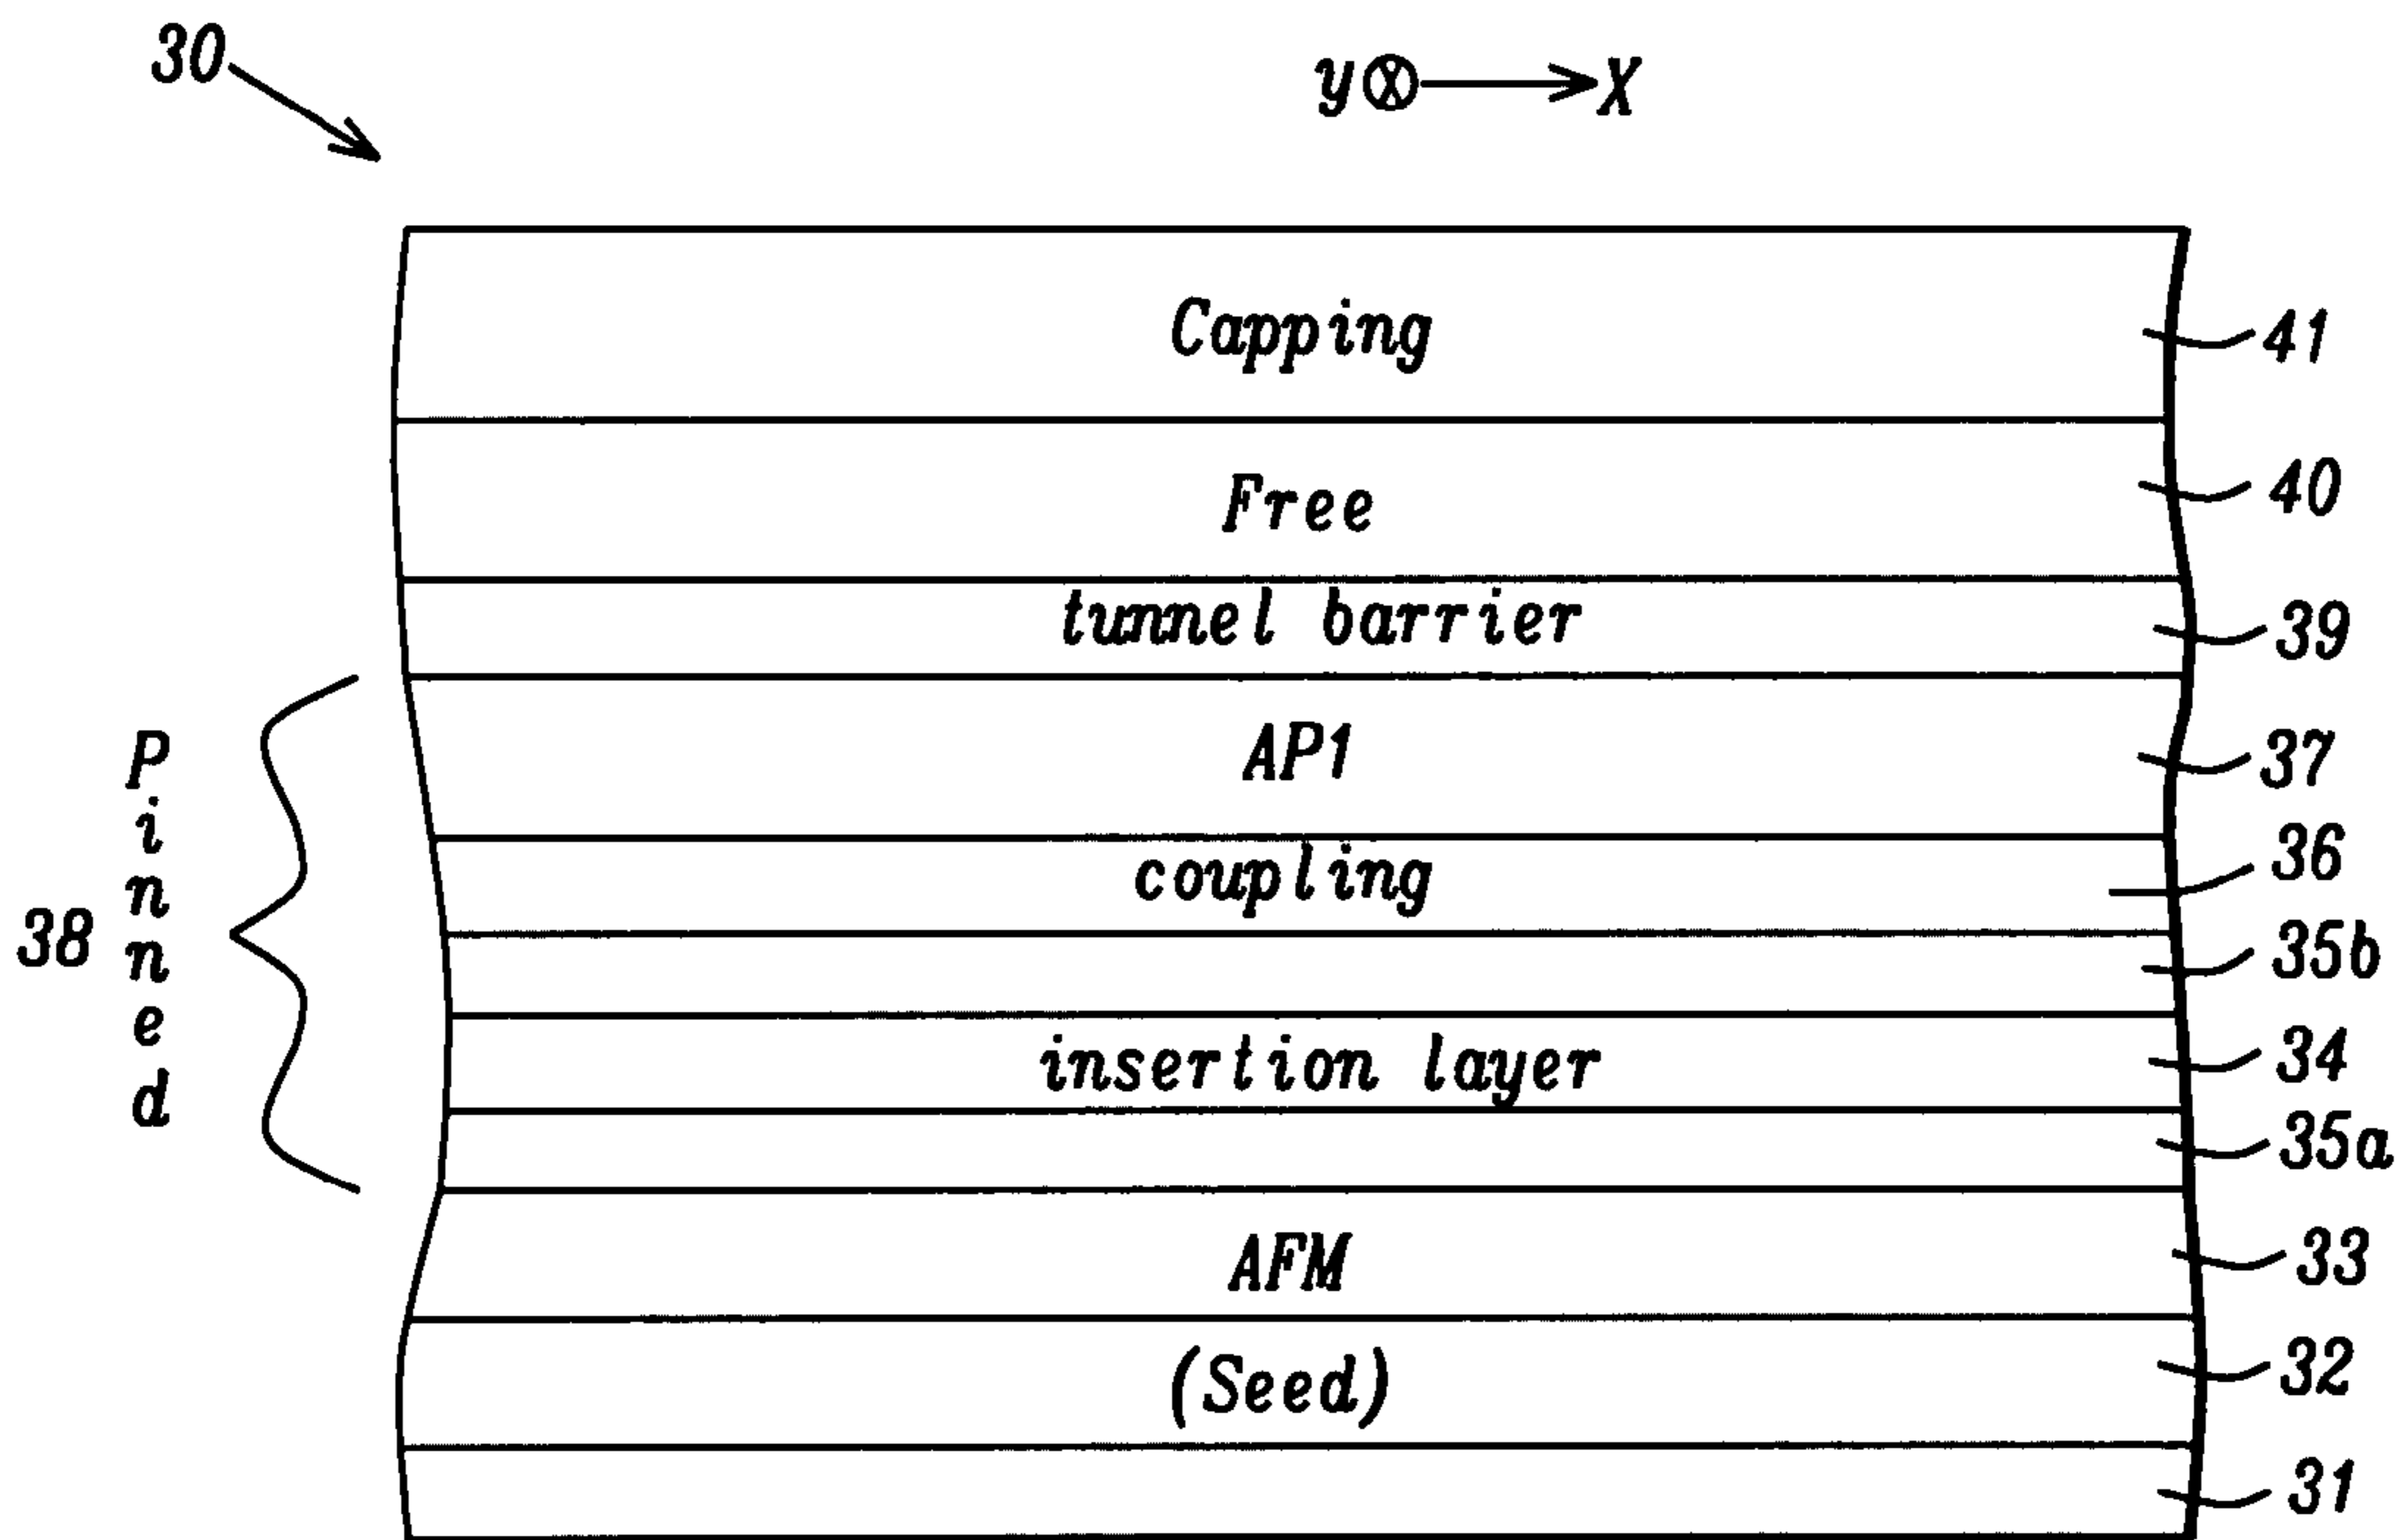 30
y X
Capping 41
Free 40
tunnel barrier 39
AP1 37
coupling 36
38 Pinned
35b
insertion layer 34
35a
AFM 33
(Seed) 32
31